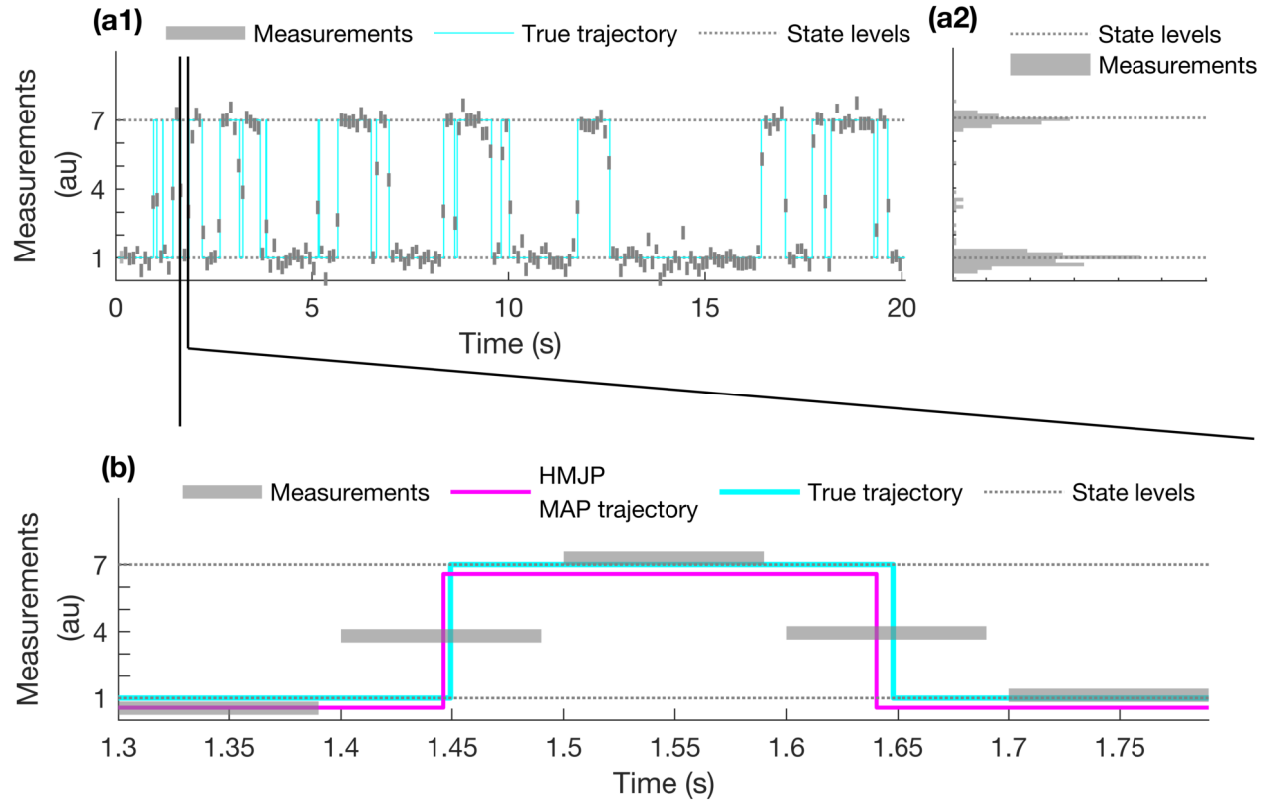 (a1)
Measurements True trajectory State levels
(a2)
State levels
Measurements
Measurements
(au)
7
4
1
0 5 10 15 20
Time (s)
(b)
Measurements
HMJP
MAP trajectory
True trajectory
State levels
Measurements
(au)
7
4
1
1.3 1.35 1.4 1.45 1.5 1.55 1.6 1.65 1.7 1.75
Time (s)